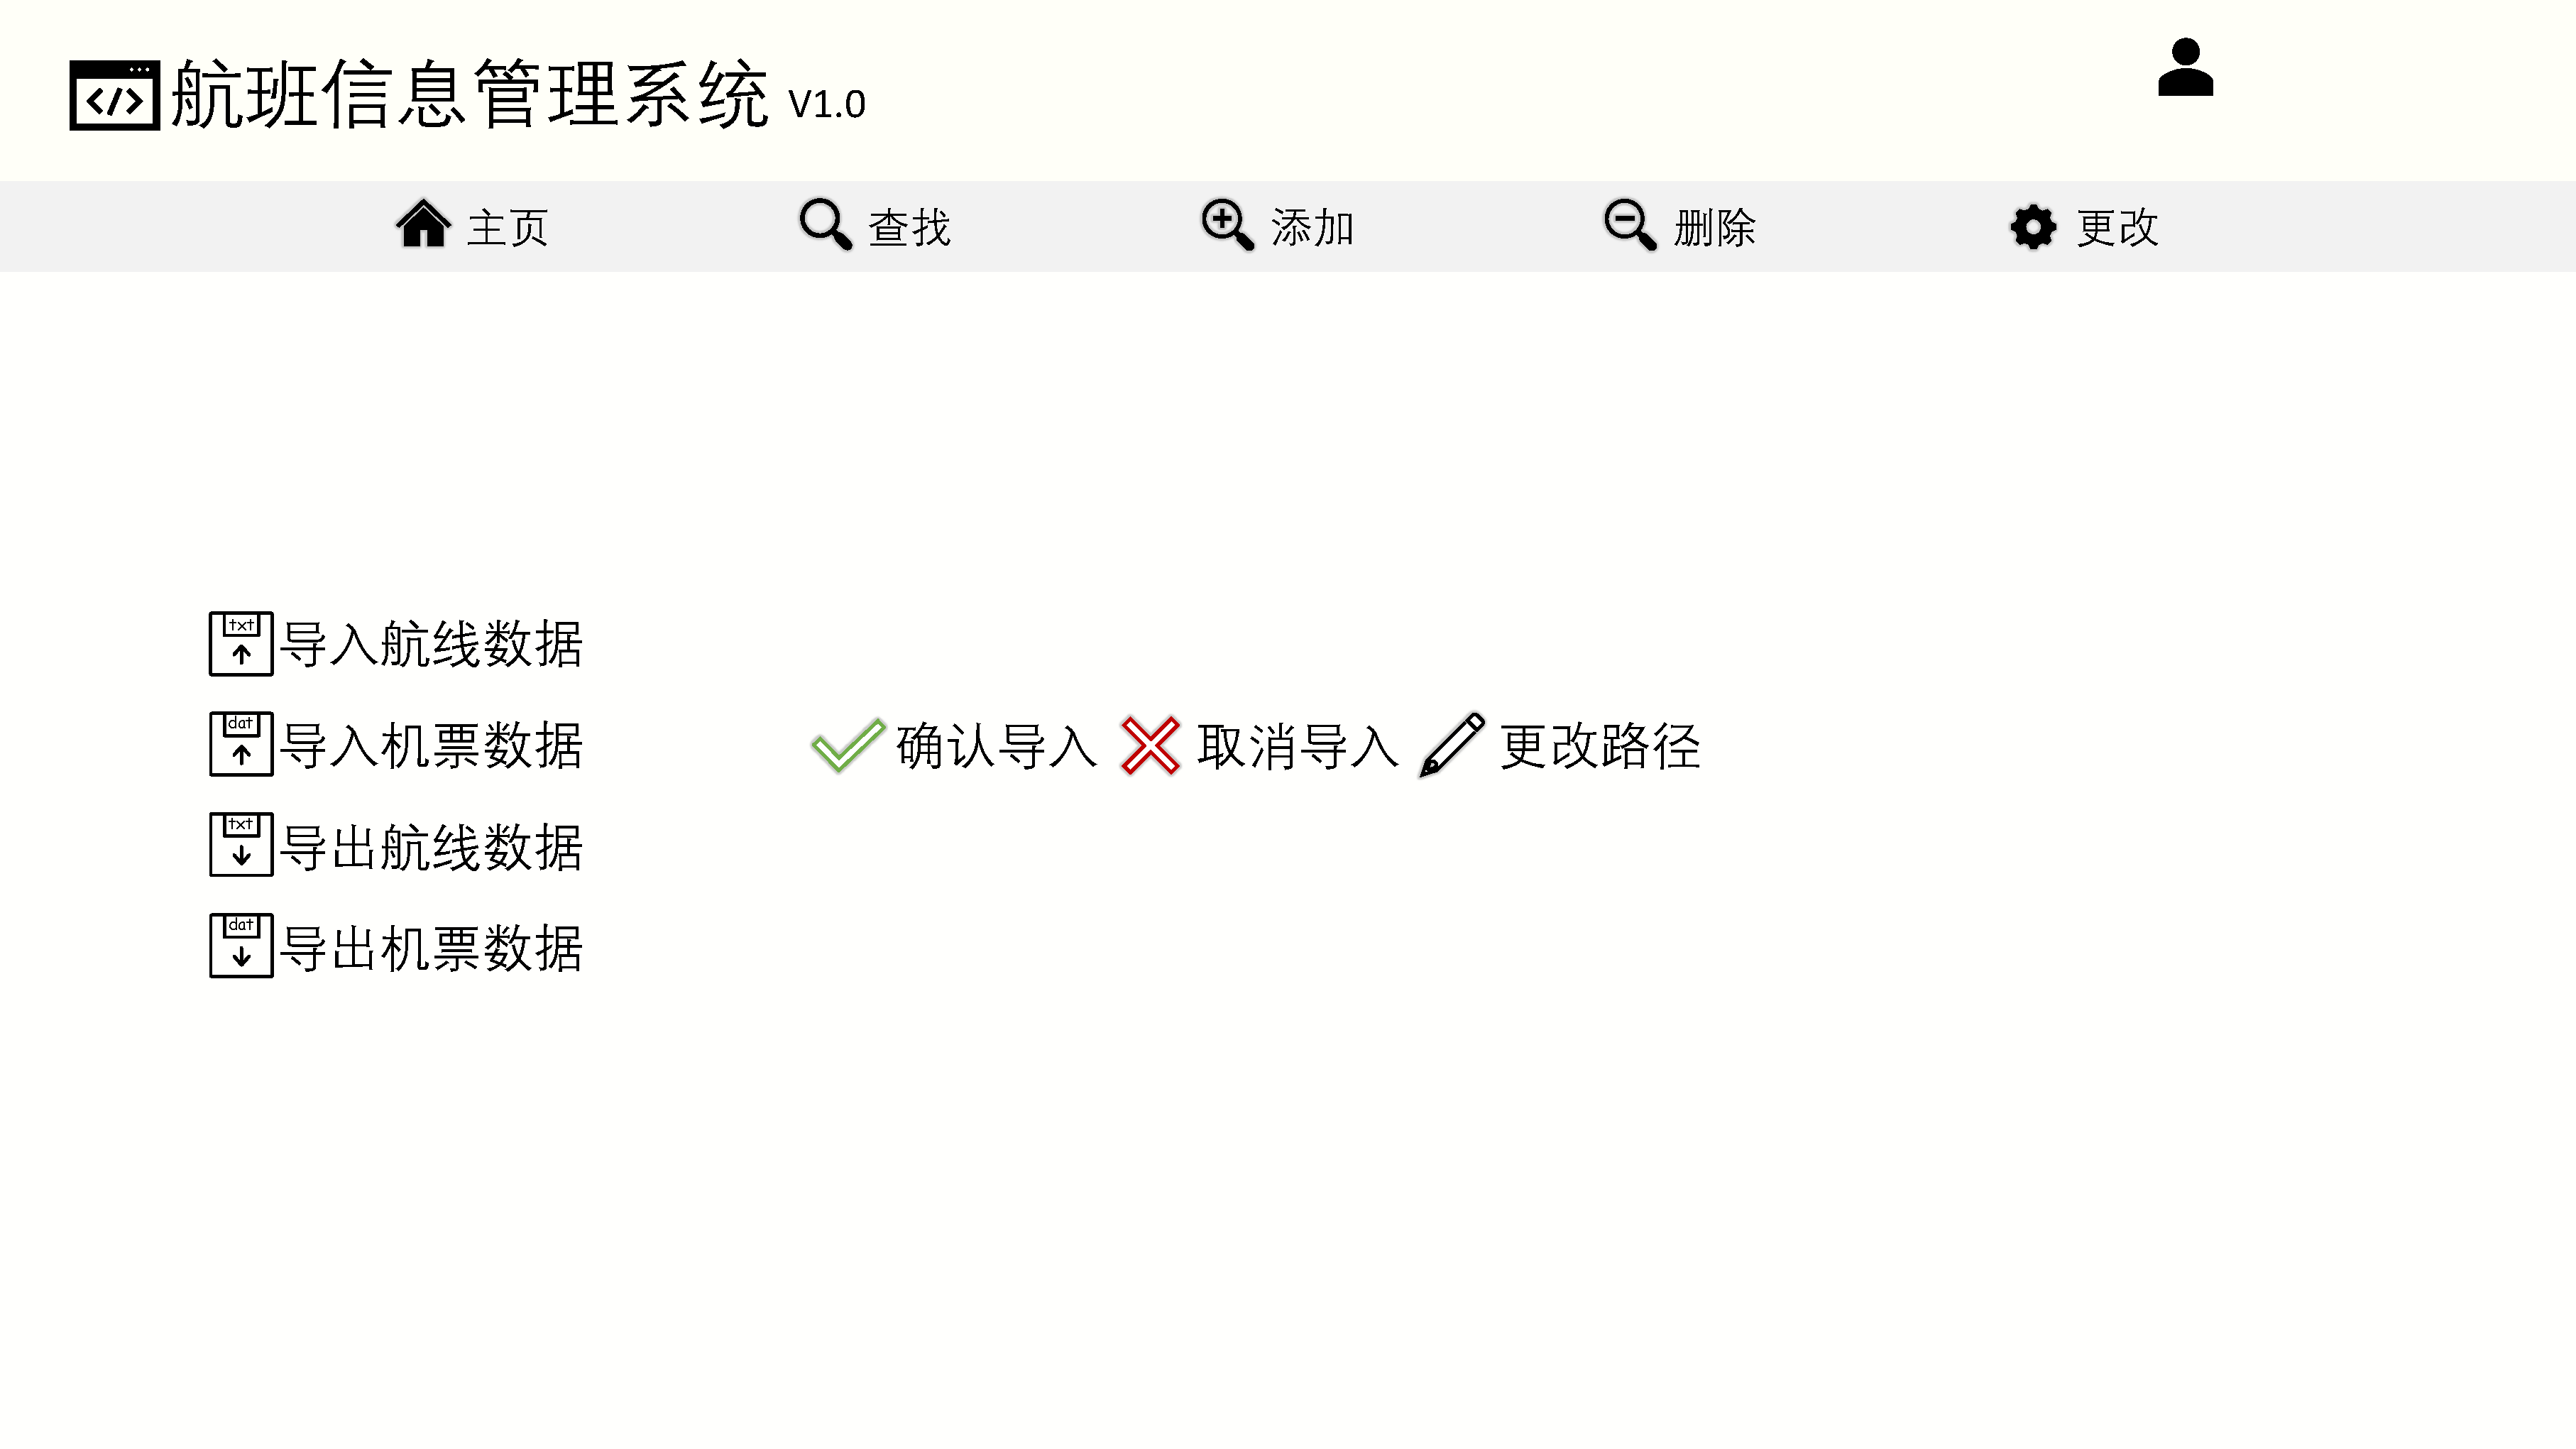 航班信息管理系统 V1.0
主页 查找 添加 删除 更改
txt 导入航线数据
dat 导入机票数据 确认导入 取消导入 更改路径
txt 导出航线数据
dat 导出机票数据